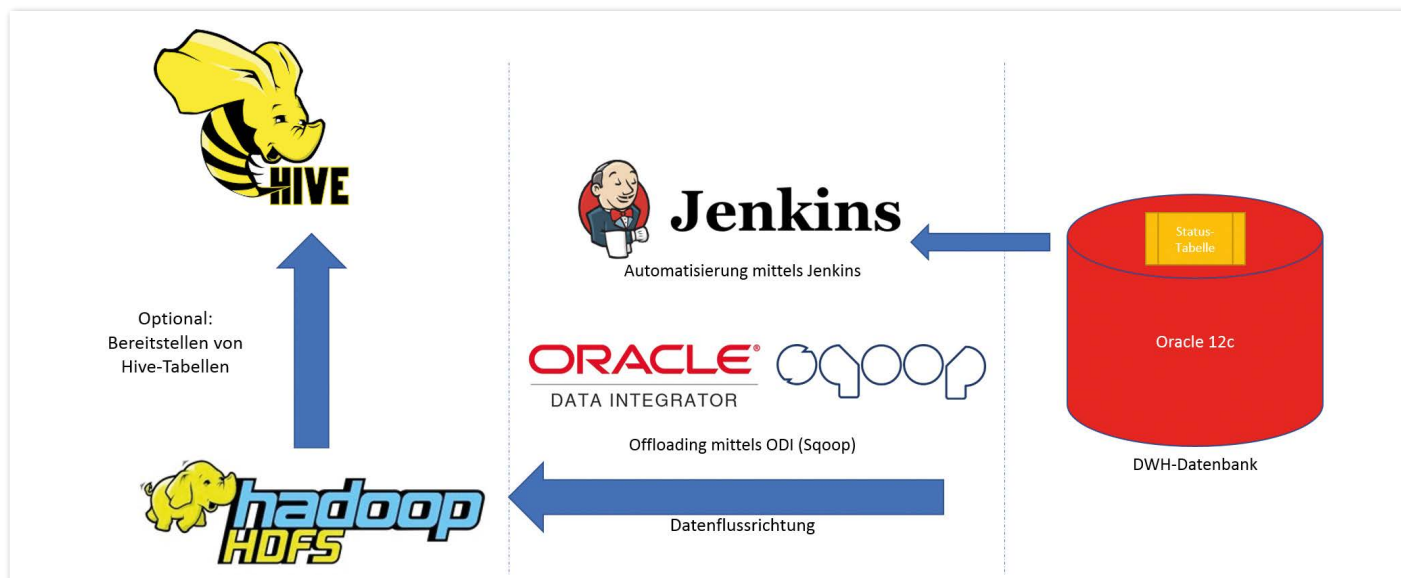 HIVE
Optional:
Bereitstellen von
Hive-Tabellen
hadoop
HDFS
Jenkins
Automatisierung mittels Jenkins
ORACLE®
DATA INTEGRATOR
sqoop
Offloading mittels ODI (Sqoop)
Datenflussrichtung
Status-
Tabelle
Oracle 12c
DWH-Datenbank